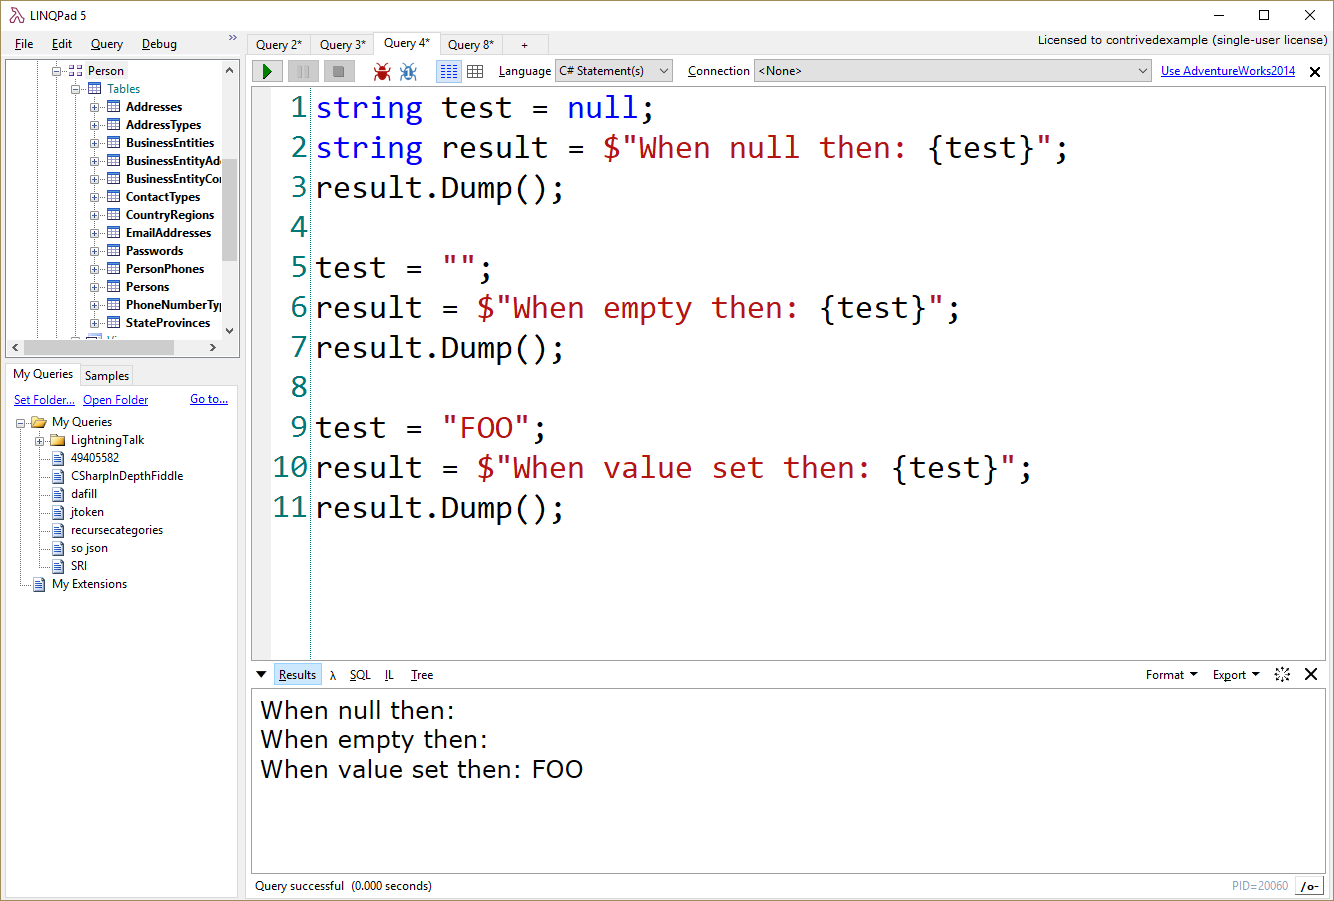 LINQPad 5
File Edit Query Debug »
Query 2* Query 3* Query 4* Query 8* +
Licensed to contrivedexample (single-user license)
Language C# Statement(s) Connection <None> Use AdventureWorks2014
Person
Tables
Addresses
AddressTypes
BusinessEntities
BusinessEntityAd
BusinessEntityCo
ContactTypes
CountryRegions
EmailAddresses
Passwords
PersonPhones
Persons
PhoneNumberTy
StateProvinces
My Queries Samples
Set Folder... Open Folder Go to...
My Queries
LightningTalk
49405582
CSharpInDepthFiddle
dafill
jtoken
recursecategories
so json
SRI
My Extensions
1 string test = null;
2 string result = $"When null then: {test}";
3 result.Dump();
4
5 test = "";
6 result = $"When empty then: {test}";
7 result.Dump();
8
9 test = "FOO";
10 result = $"When value set then: {test}";
11 result.Dump();
Results λ SQL IL Tree Format Export
When null then:
When empty then:
When value set then: FOO
Query successful (0.000 seconds) PID=20060 /o-